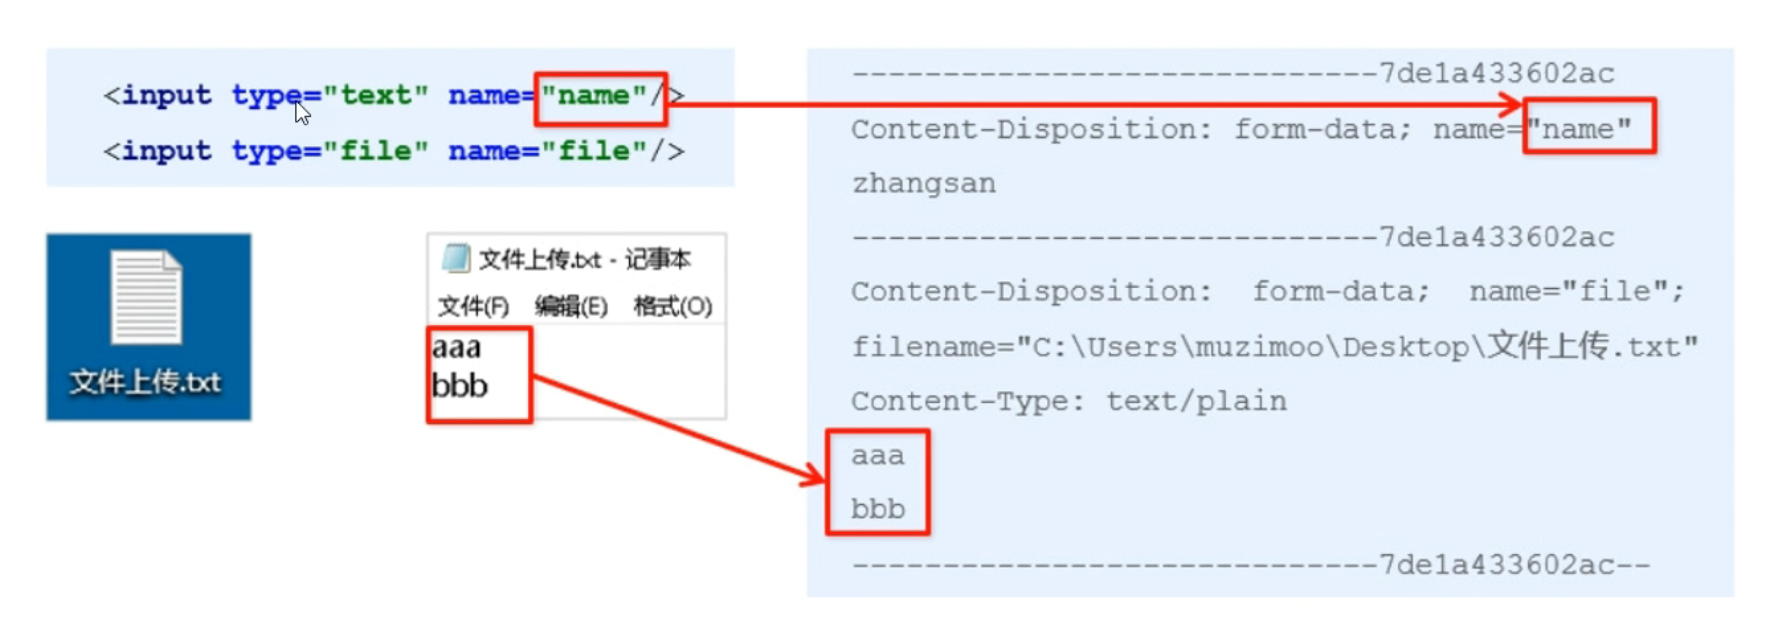 <input type="text" name="name"/>
<input type="file" name="file"/>
文件上传.txt
文件上传.txt - 记事本
文件(F) 编辑(E) 格式(O)
aaa
bbb
-----------------------------7de1a433602ac
Content-Disposition: form-data; name="name"
zhangsan
-----------------------------7de1a433602ac
Content-Disposition: form-data; name="file";
filename="C:\Users\muzimoo\Desktop\文件上传.txt"
Content-Type: text/plain
aaa
bbb
-----------------------------7de1a433602ac--